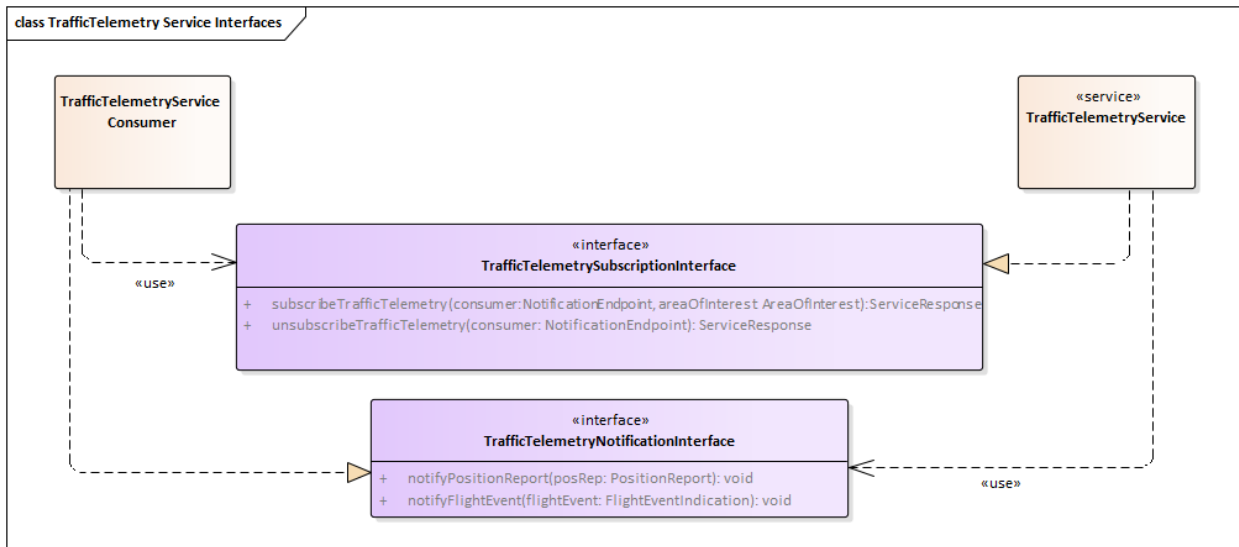 class TrafficTelemetry Service Interfaces
TrafficTelemetryService
Consumer
«service»
TrafficTelemetryService
«interface»
TrafficTelemetrySubscriptionInterface
«use»
+ subscribeTrafficTelemetry(consumer:NotificationEndpoint, areaOfInterest AreaOfInterest):ServiceResponse
+ unsubscribeTrafficTelemetry(consumer: NotificationEndpoint): ServiceResponse
«interface»
TrafficTelemetryNotificationInterface
+ notifyPositionReport(posRep: PositionReport): void
+ notifyFlightEvent(flightEvent: FlightEventIndication): void
«use»